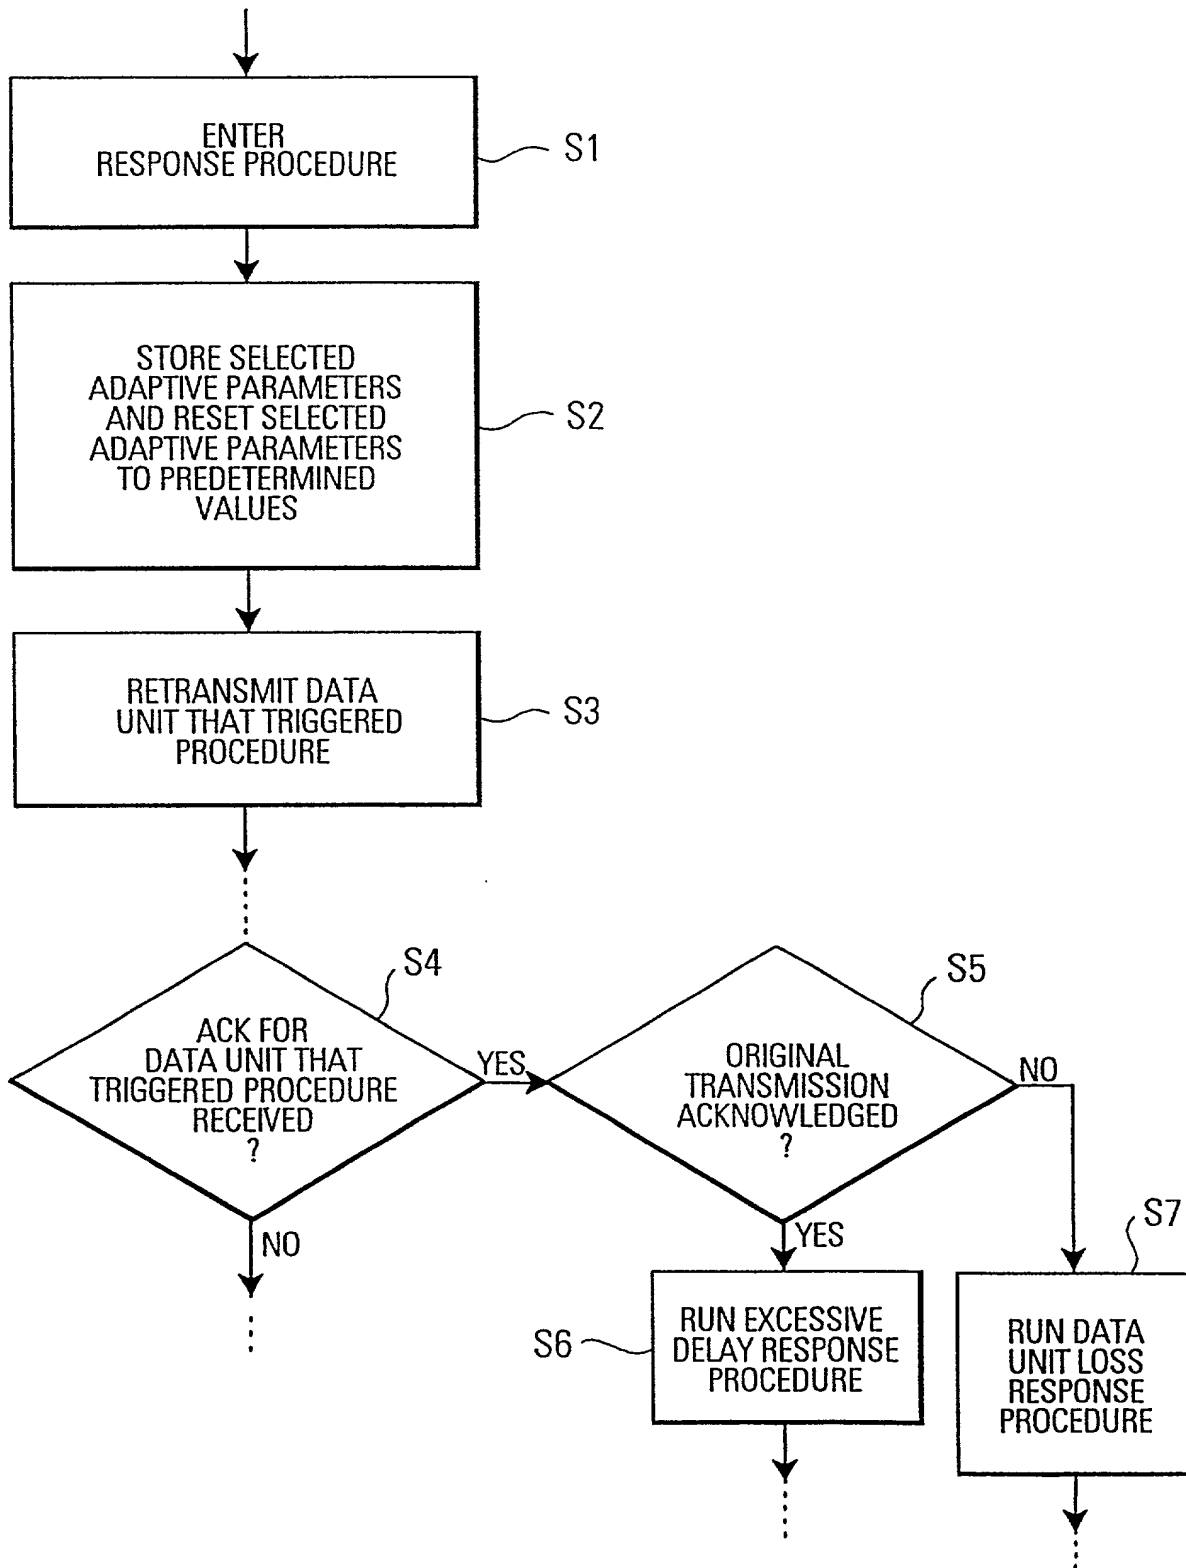 ENTER
RESPONSE PROCEDURE
S1
STORE SELECTED
ADAPTIVE PARAMETERS
AND RESET SELECTED
ADAPTIVE PARAMETERS
TO PREDETERMINED
VALUES
S2
RETRANSMIT DATA
UNIT THAT TRIGGERED
PROCEDURE
S3
S4
ACK FOR
DATA UNIT THAT
TRIGGERED PROCEDURE
RECEIVED
?
YES
NO
S5
ORIGINAL
TRANSMISSION
ACKNOWLEDGED
?
NO
YES
S6
RUN EXCESSIVE
DELAY RESPONSE
PROCEDURE
S7
RUN DATA
UNIT LOSS
RESPONSE
PROCEDURE